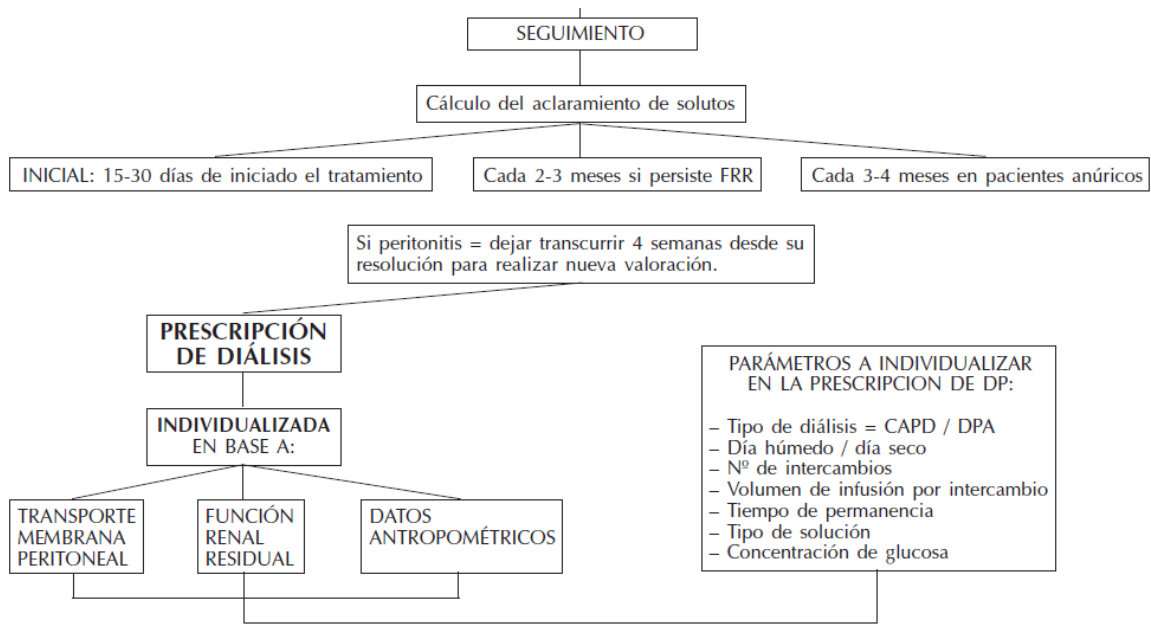 SEGUIMIENTO
Cálculo del aclaramiento de solutos
INICIAL: 15-30 días de iniciado el tratamiento
Cada 2-3 meses si persiste FRR
Cada 3-4 meses en pacientes anúricos
Si peritonitis = dejar transcurrir 4 semanas desde su
resolución para realizar nueva valoración.
PRESCRIPCIÓN
DE DIÁLISIS
INDIVIDUALIZADA
EN BASE A:
TRANSPORTE
MEMBRANA
PERITONEAL
FUNCIÓN
RENAL
RESIDUAL
DATOS
ANTROPOMÉTRICOS
PARÁMETROS A INDIVIDUALIZAR
EN LA PRESCRIPCION DE DP:
– Tipo de diálisis = CAPD / DPA
– Día húmedo / día seco
– Nº de intercambios
– Volumen de infusión por intercambio
– Tiempo de permanencia
– Tipo de solución
– Concentración de glucosa